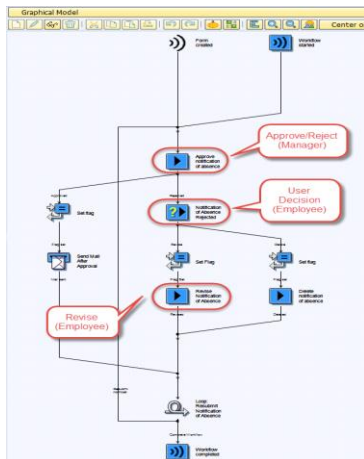 Graphical Model
Center o
Form
created
Workflow
started
Approve/Reject
(Manager)
Approve
notification
of absence
User
Decision
(Employee)
Set flag
Notification
of Absence
Rejected
Send Mail
After
Approval
Set Flag
Set flag
Revise
Notification
of Absence
Delete
notification
of absence
Revise
(Employee)
Loop:
Resubmit
Notification
of Absence
Workflow
completed